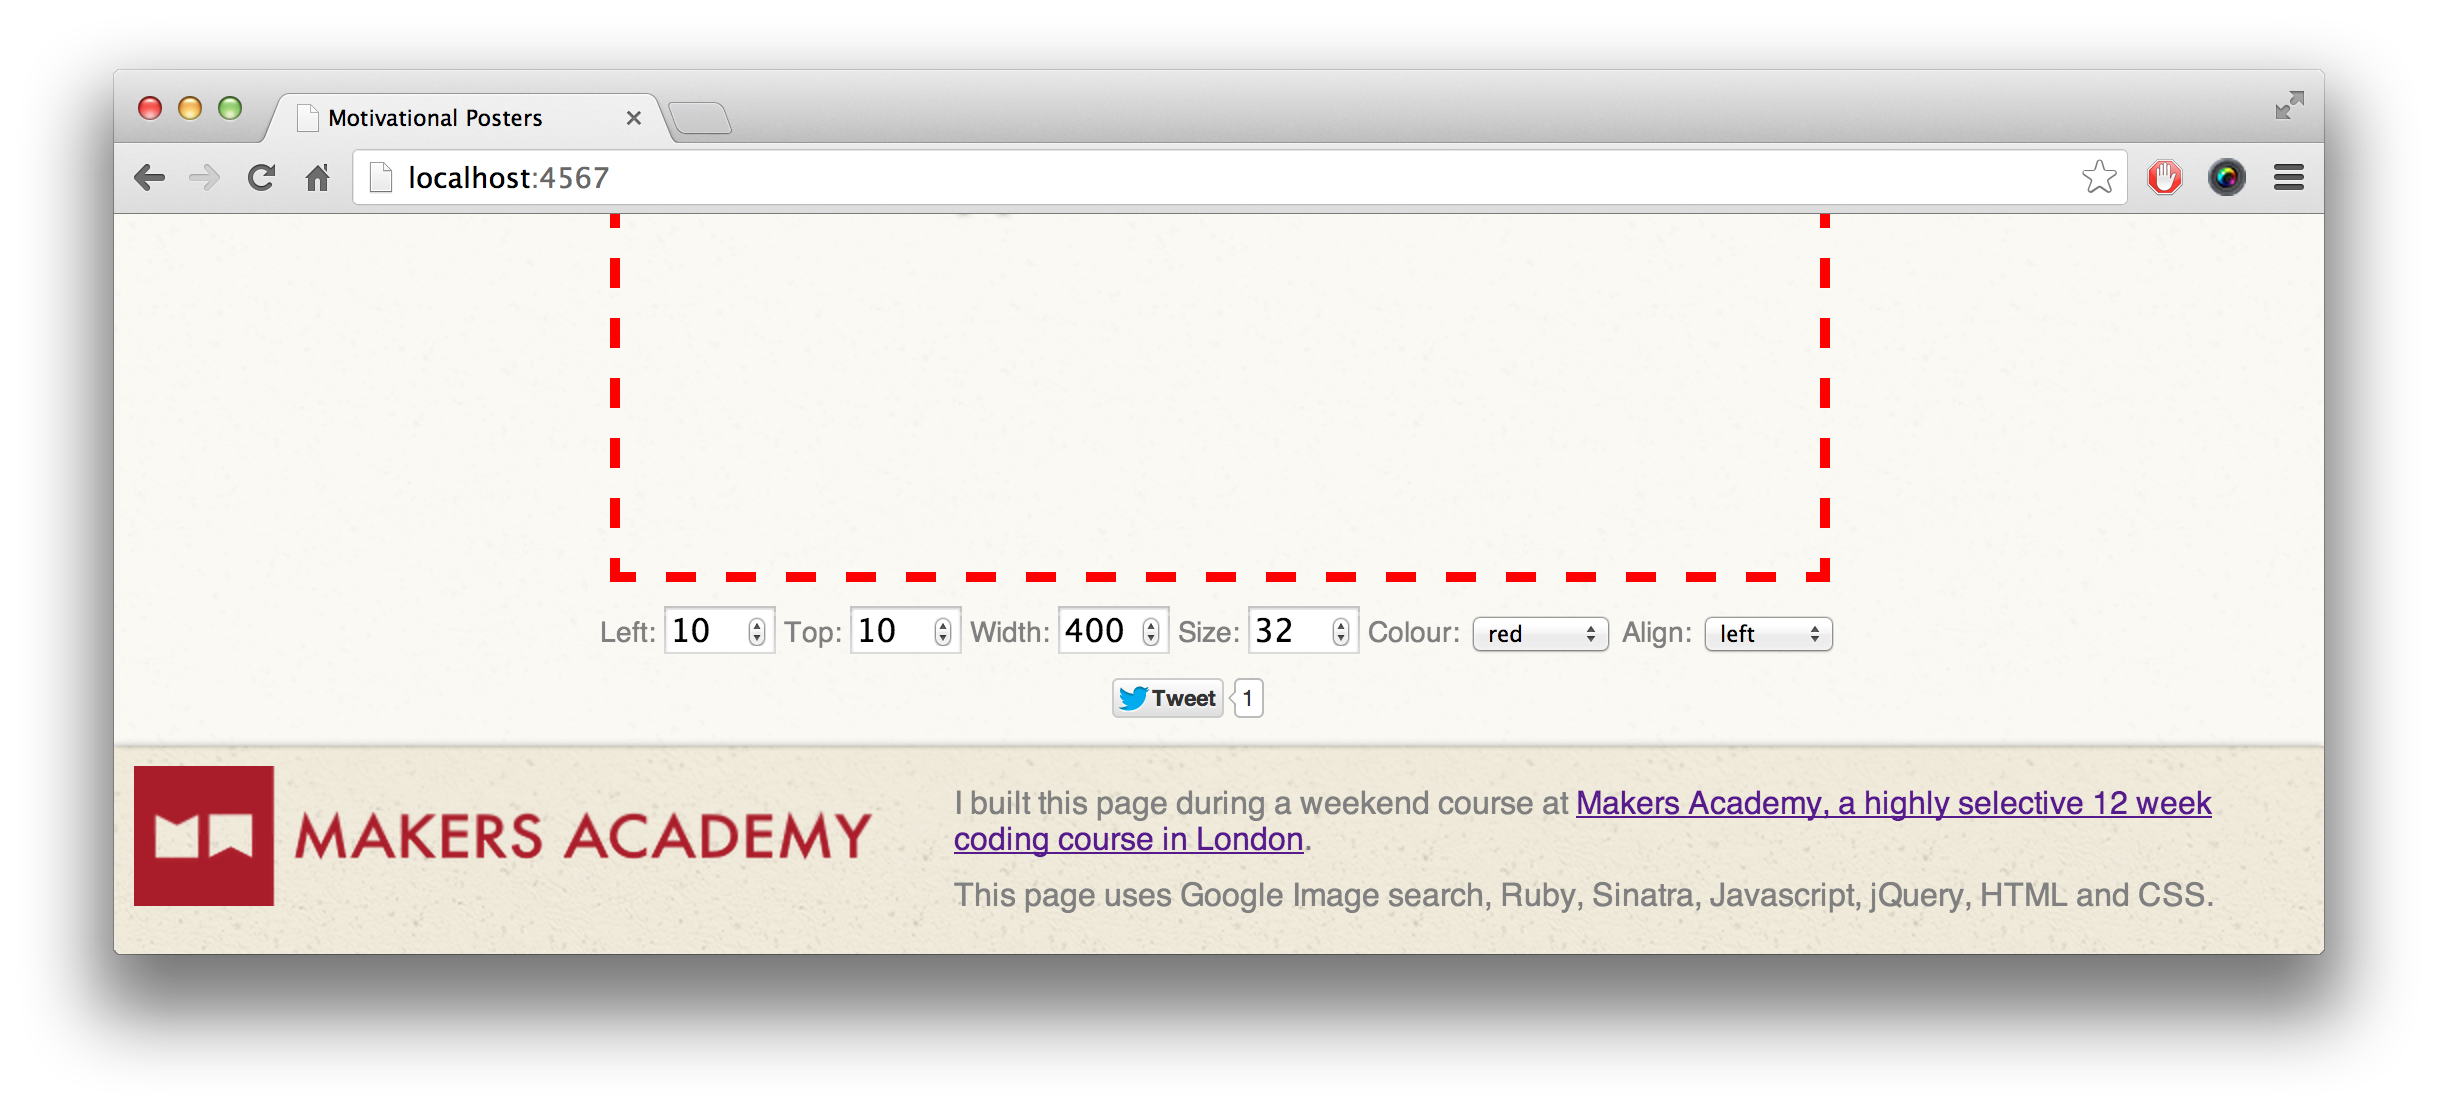 Motivational Posters
localhost:4567
Left: 10 Top: 10 Width: 400 Size: 32 Colour: red Align: left
Tweet 1
MAKERS ACADEMY
I built this page during a weekend course at Makers Academy, a highly selective 12 week
coding course in London.
This page uses Google Image search, Ruby, Sinatra, Javascript, jQuery, HTML and CSS.